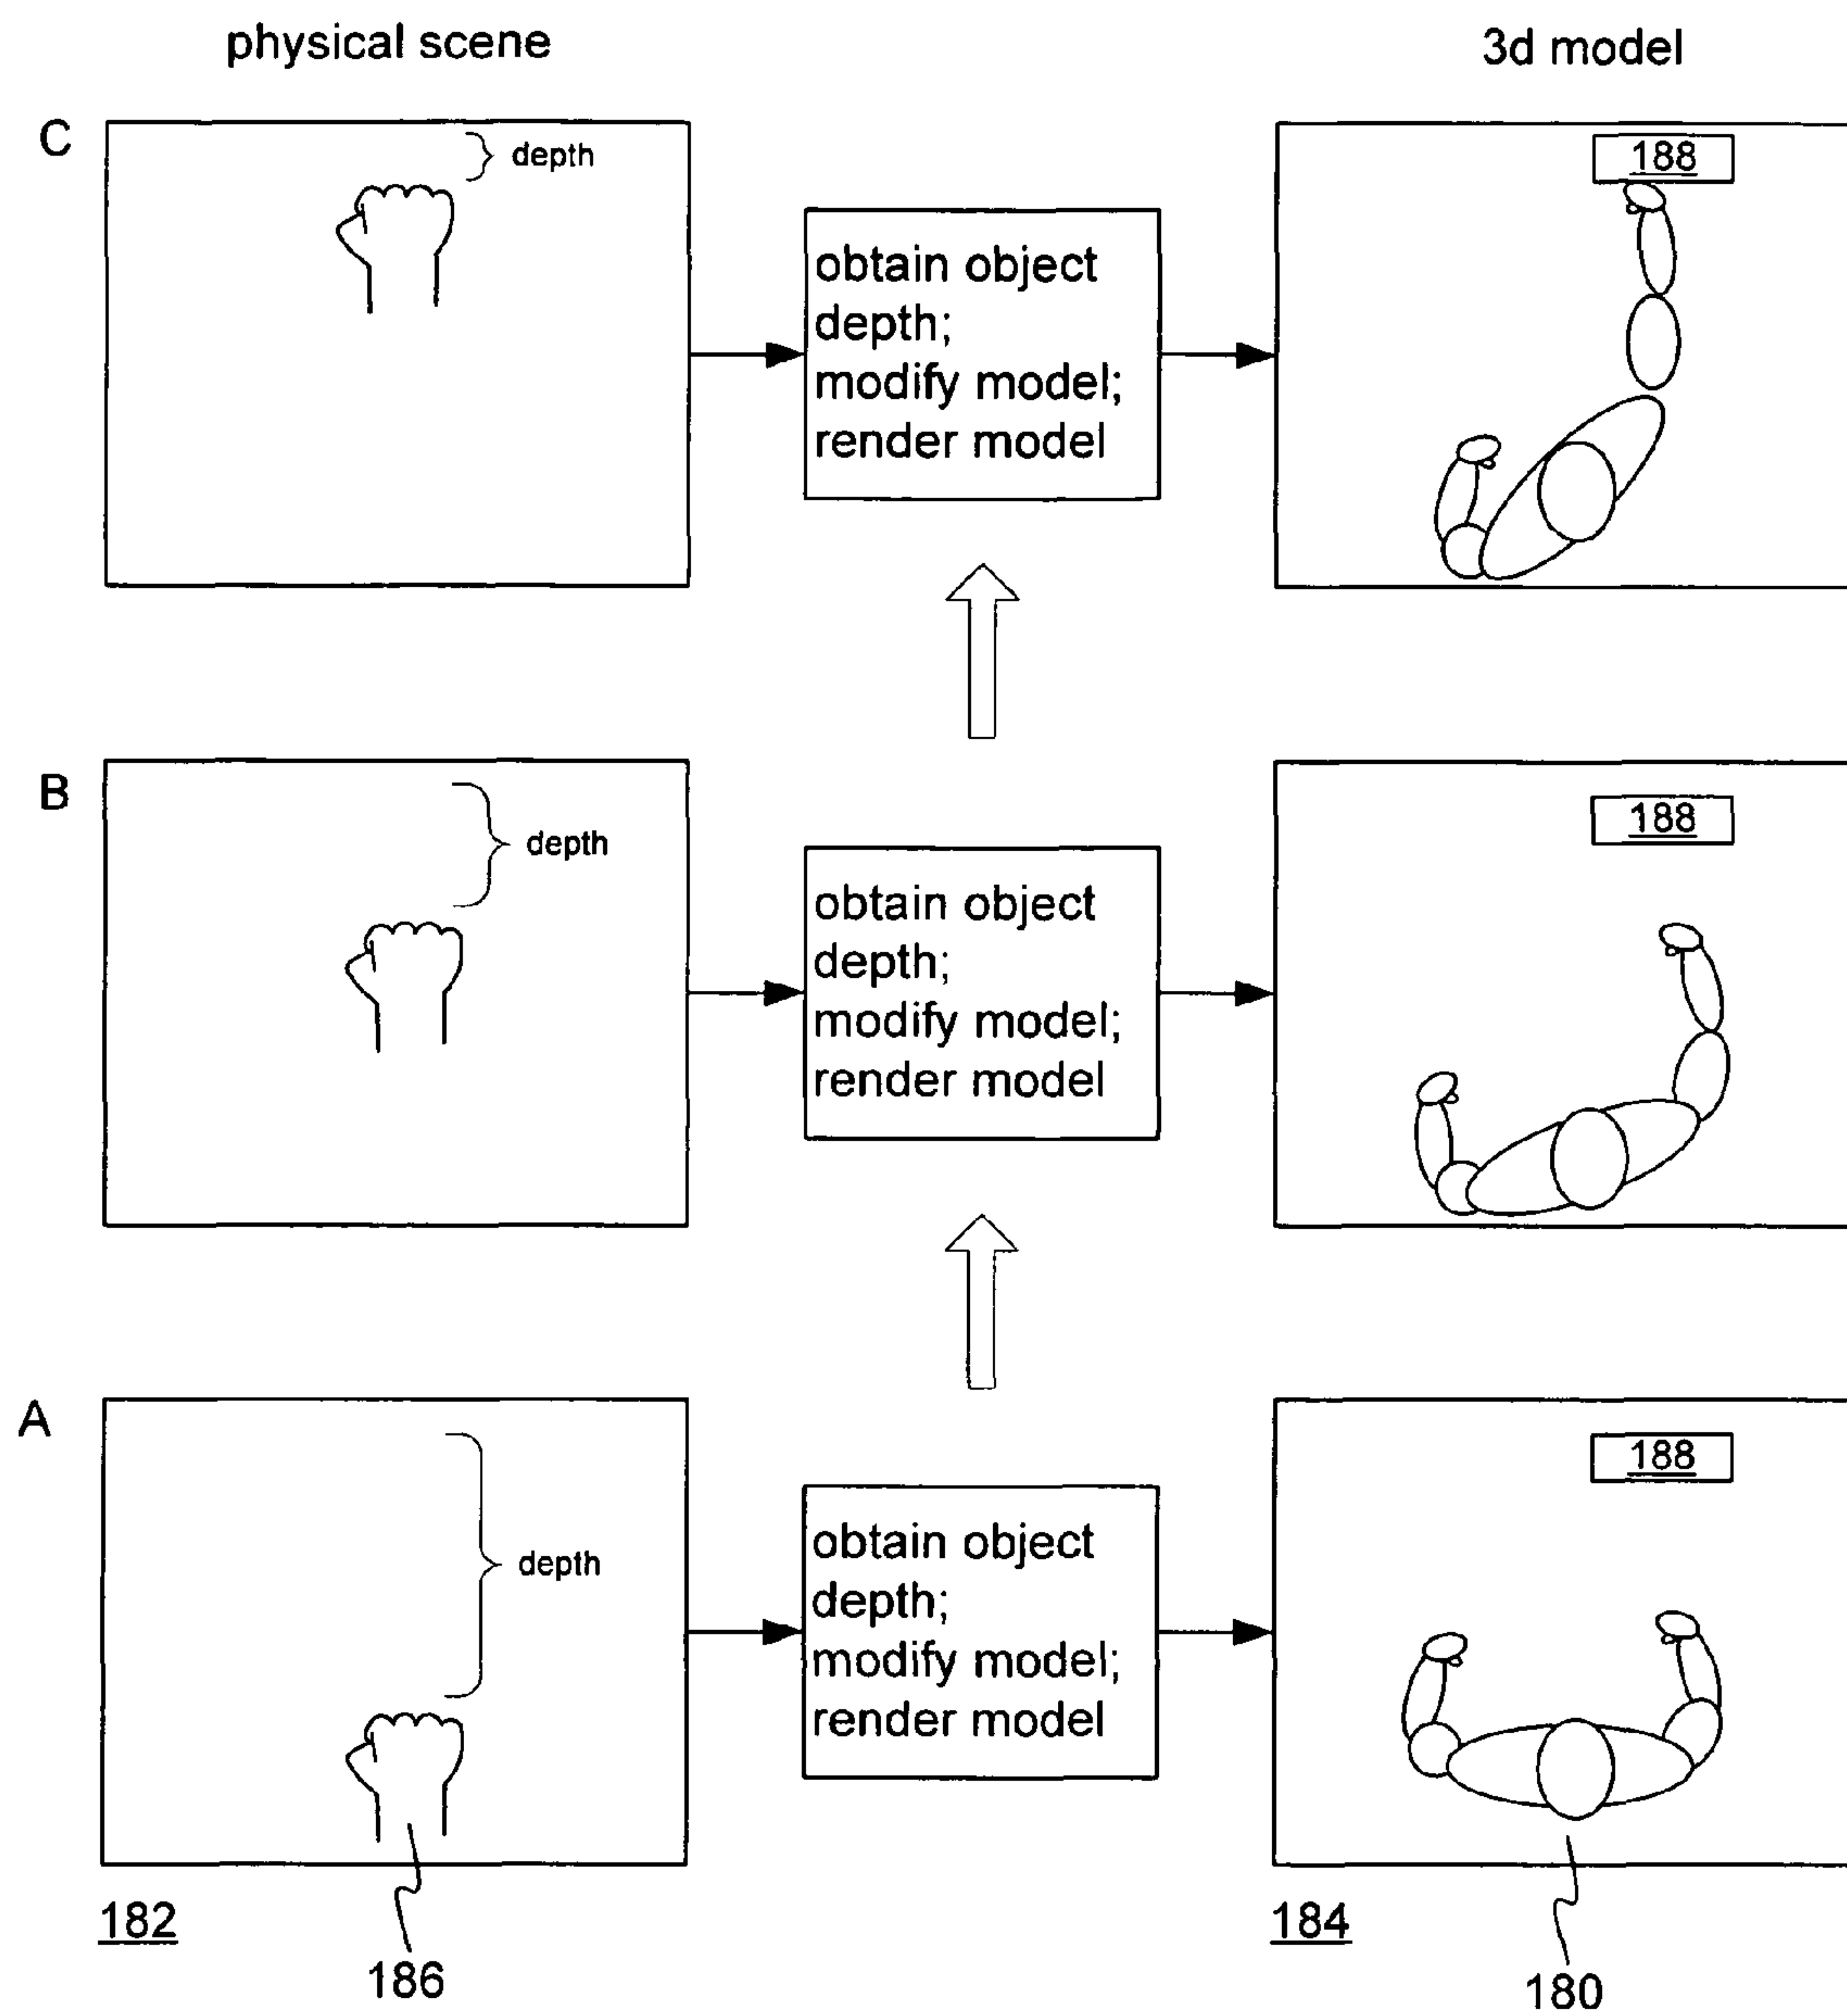 physical scene
3d model
C
depth
obtain object
depth;
modify model;
render model
188
B
depth
obtain object
depth;
modify model;
render model
188
A
depth
obtain object
depth;
modify model;
render model
188
182
186
184
180